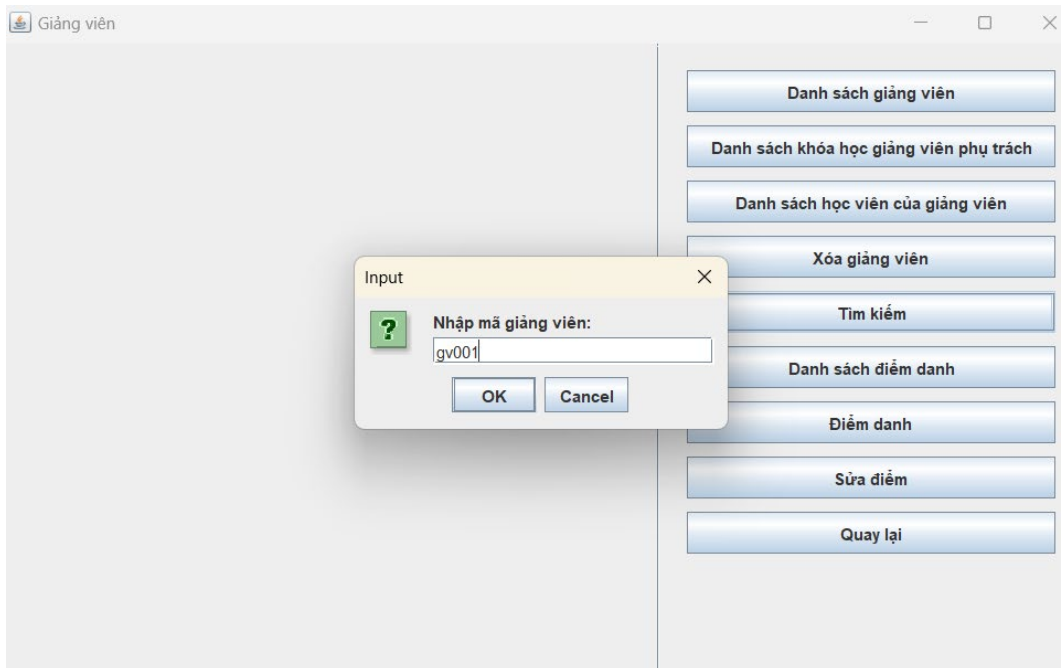 Giảng viên
Danh sách giảng viên
Danh sách khóa học giảng viên phụ trách
Danh sách học viên của giảng viên
Xóa giảng viên
Tìm kiếm
Danh sách điểm danh
Điểm danh
Sửa điểm
Quay lại
Input
?
Nhập mã giảng viên:
gv001
OK
Cancel